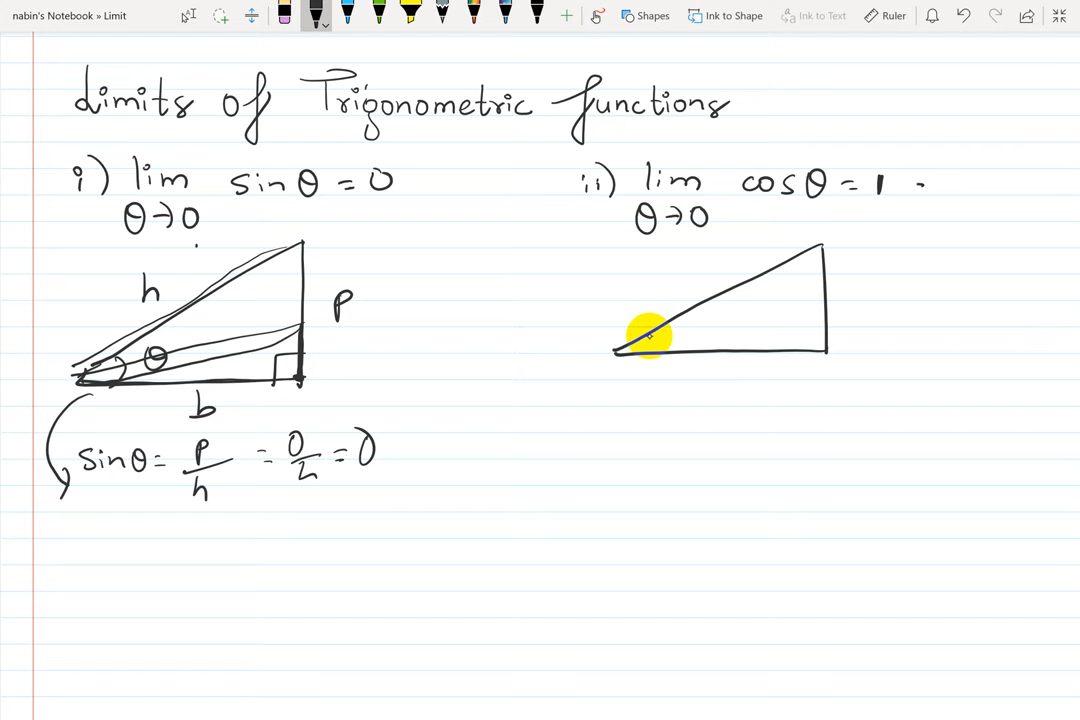 nabin's Notebook » Limit
Shapes
Ink to Shape
Ink to Text
Ruler
Limits of Trigonometric functions
i) lim sinθ = 0
θ→0
ii) lim cosθ = 1
θ→0
h
p
θ
b
sinθ = p/h = 0/h = 0